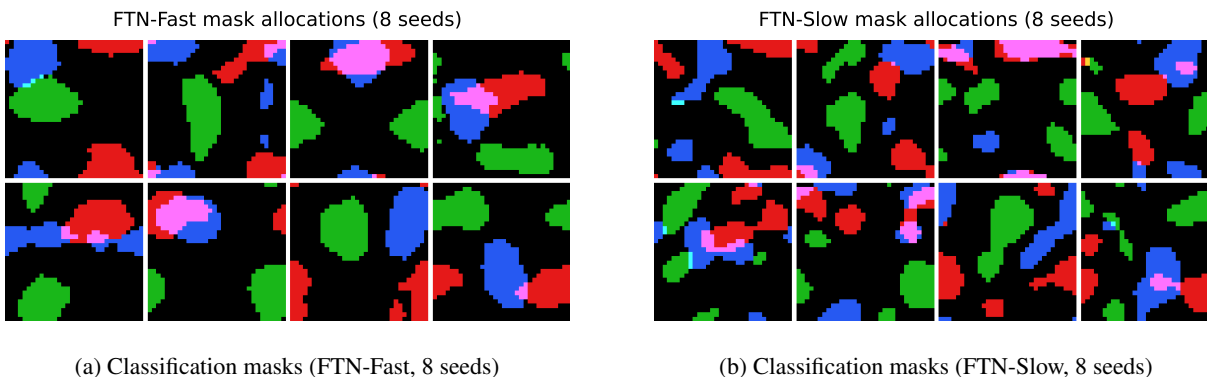 FTN-Fast mask allocations (8 seeds)
FTN-Slow mask allocations (8 seeds)
(a) Classification masks (FTN-Fast, 8 seeds)
(b) Classification masks (FTN-Slow, 8 seeds)